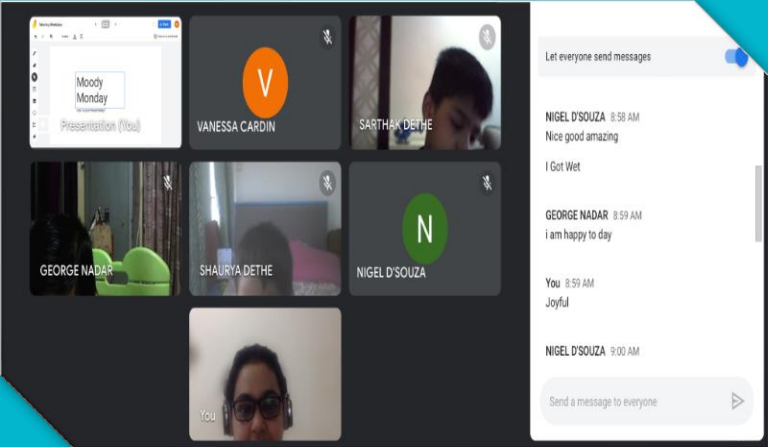 Moody
Monday
Presentation (You)
V
VANESSA CARDIN
SARTHAK DETHE
GEORGE NADAR
SHAURYA DETHE
N
NIGEL D'SOUZA
You
Let everyone send messages
NIGEL D'SOUZA 8:58 AM
Nice good amazing
I Got Wet
GEORGE NADAR 8:59 AM
i am happy to day
You 8:59 AM
Joyful
NIGEL D'SOUZA 9:00 AM
Send a message to everyone